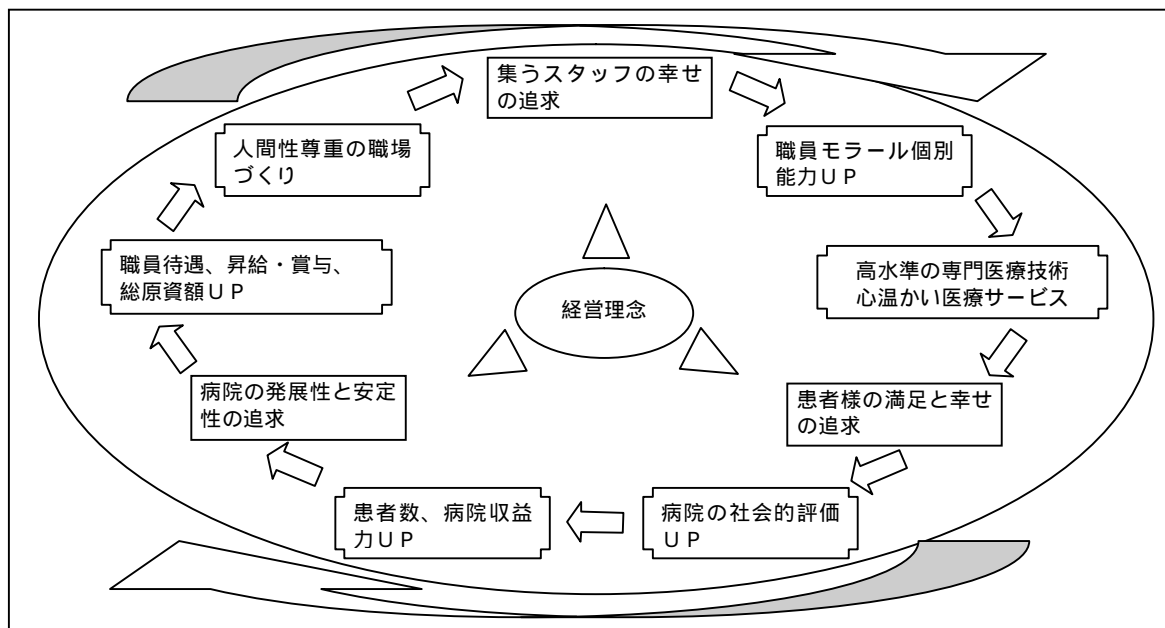 集うスタッフの幸せ
の追求
職員モラール個別
能力UP
高水準の専門医療技術
心温かい医療サービス
患者様の満足と幸せ
の追求
病院の社会的評価
UP
患者数、病院収益
力UP
病院の発展性と安定
性の追求
職員待遇、昇給・賞与、
総原資額UP
人間性尊重の職場
づくり
経営理念